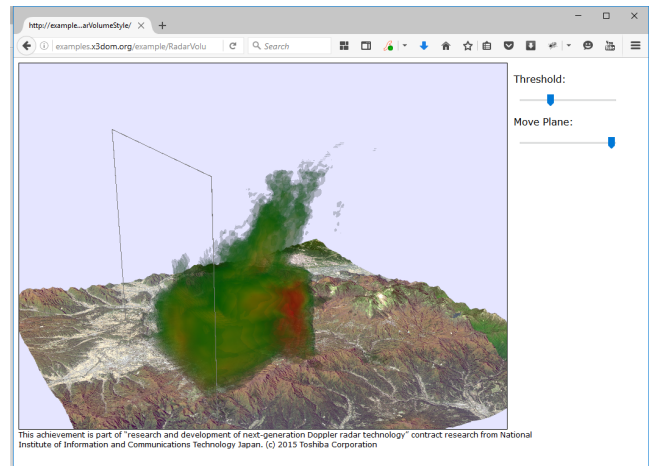 http://example...arVolumeStyle/
examples.x3dom.org/example/RadarVolu
Search
Threshold:
Move Plane:
This achievement is part of "research and development of next-generation Doppler radar technology" contract research from National
Institute of Information and Communications Technology Japan. (c) 2015 Toshiba Corporation